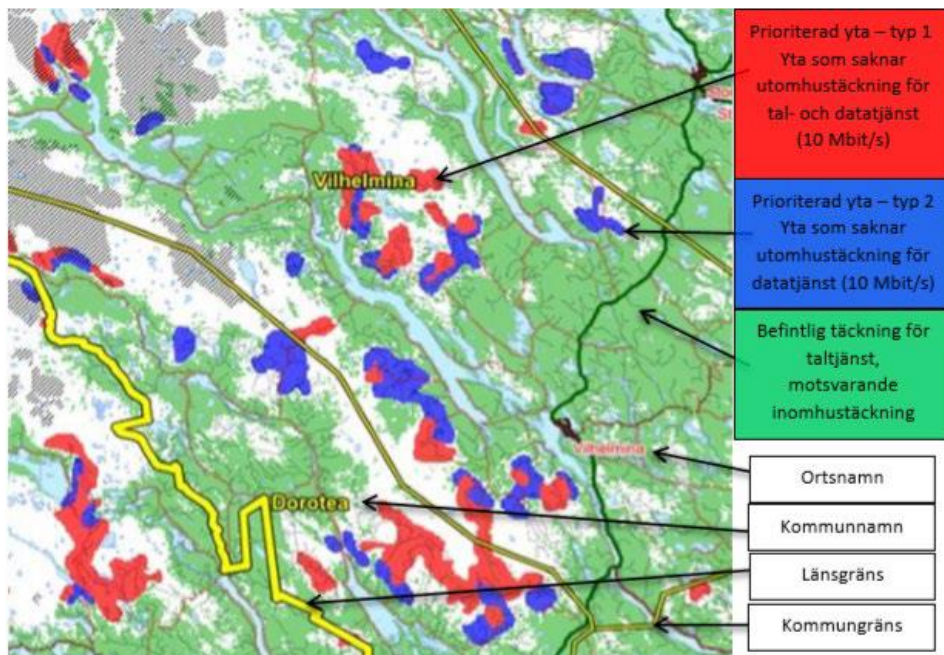 Prioriterad yta – typ 1
Yta som saknar
utomhustäckning för
tal- och datatjänst
(10 Mbit/s)
Prioriterad yta – typ 2
Yta som saknar
utomhustäckning för
datatjänst (10 Mbit/s)
Befintlig täckning för
taltjänst,
motsvarande
inomhustäckning
Ortsnamn
Kommunnamn
Länsgräns
Kommungräns
Vilhelmina
Vilhelmina
Dorotea